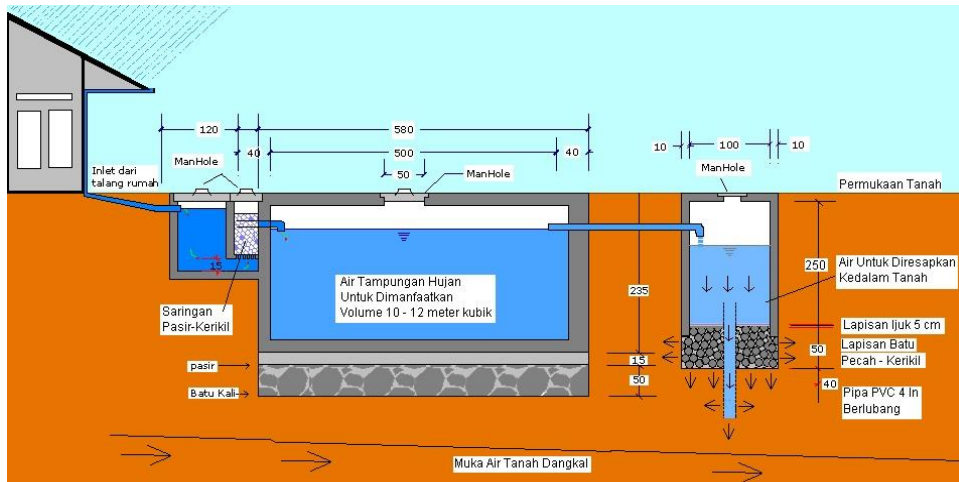 120
580
40
500
40
50
10
100
10
ManHole
ManHole
ManHole
Inlet dari
talang rumah
Permukaan Tanah
15
Air Tampungan Hujan
Untuk Dimanfaatkan
Volume 10 - 12 meter kubik
235
250
Air Untuk Diresapkan
Kedalam Tanah
Saringan
Pasir-Kerikil
Lapisan Ijuk 5 cm
Lapisan Batu
Pecah - Kerikil
50
pasir
15
50
40
Batu Kali
Pipa PVC 4 In
Berlubang
Muka Air Tanah Dangkal